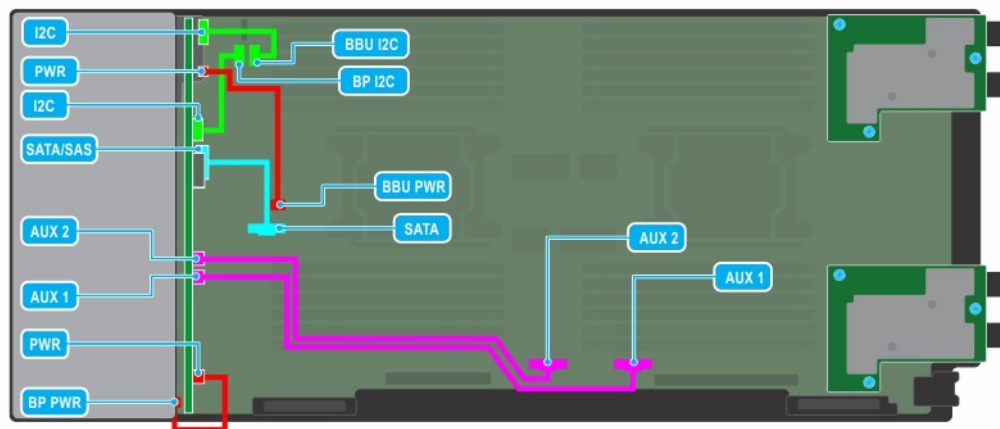 I2C
BBU I2C
PWR
BP I2C
I2C
SATA/SAS
BBU PWR
AUX 2
SATA
AUX 2
AUX 1
AUX 1
PWR
BP PWR